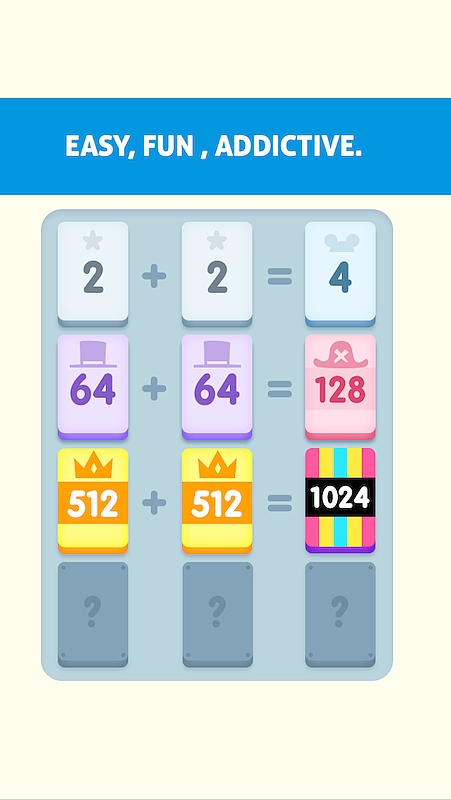 EASY, FUN , ADDICTIVE.
2 + 2 = 4
64 + 64 = 128
512 + 512 = 1024
? ? ?